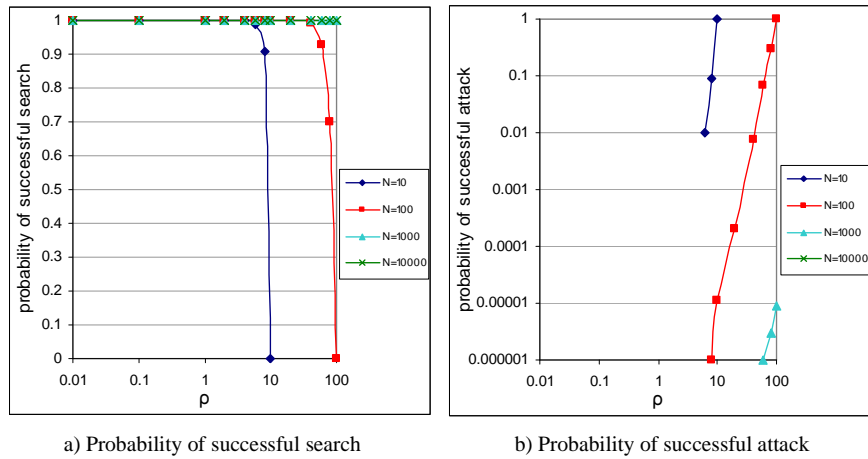 probability of successful search
1
0.9
0.8
0.7
0.6
0.5
0.4
0.3
0.2
0.1
0
0.01 0.1 1 10 100
ρ
N=10
N=100
N=1000
N=10000
a) Probability of successful search
probability of successful attack
1
0.1
0.01
0.001
0.0001
0.00001
0.000001
0.01 0.1 1 10 100
ρ
N=10
N=100
N=1000
N=10000
b) Probability of successful attack